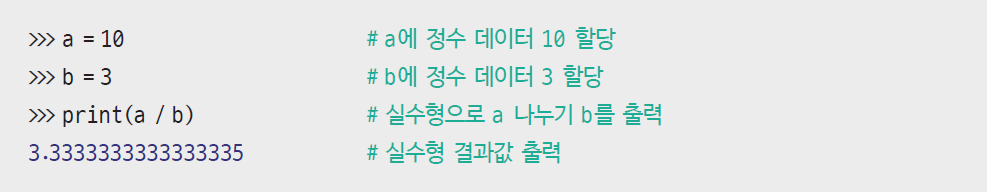 >>> a = 10 # a에 정수 데이터 10 할당
>>> b = 3 # b에 정수 데이터 3 할당
>>> print(a / b) # 실수형으로 a 나누기 b를 출력
3.3333333333333335 # 실수형 결과값 출력